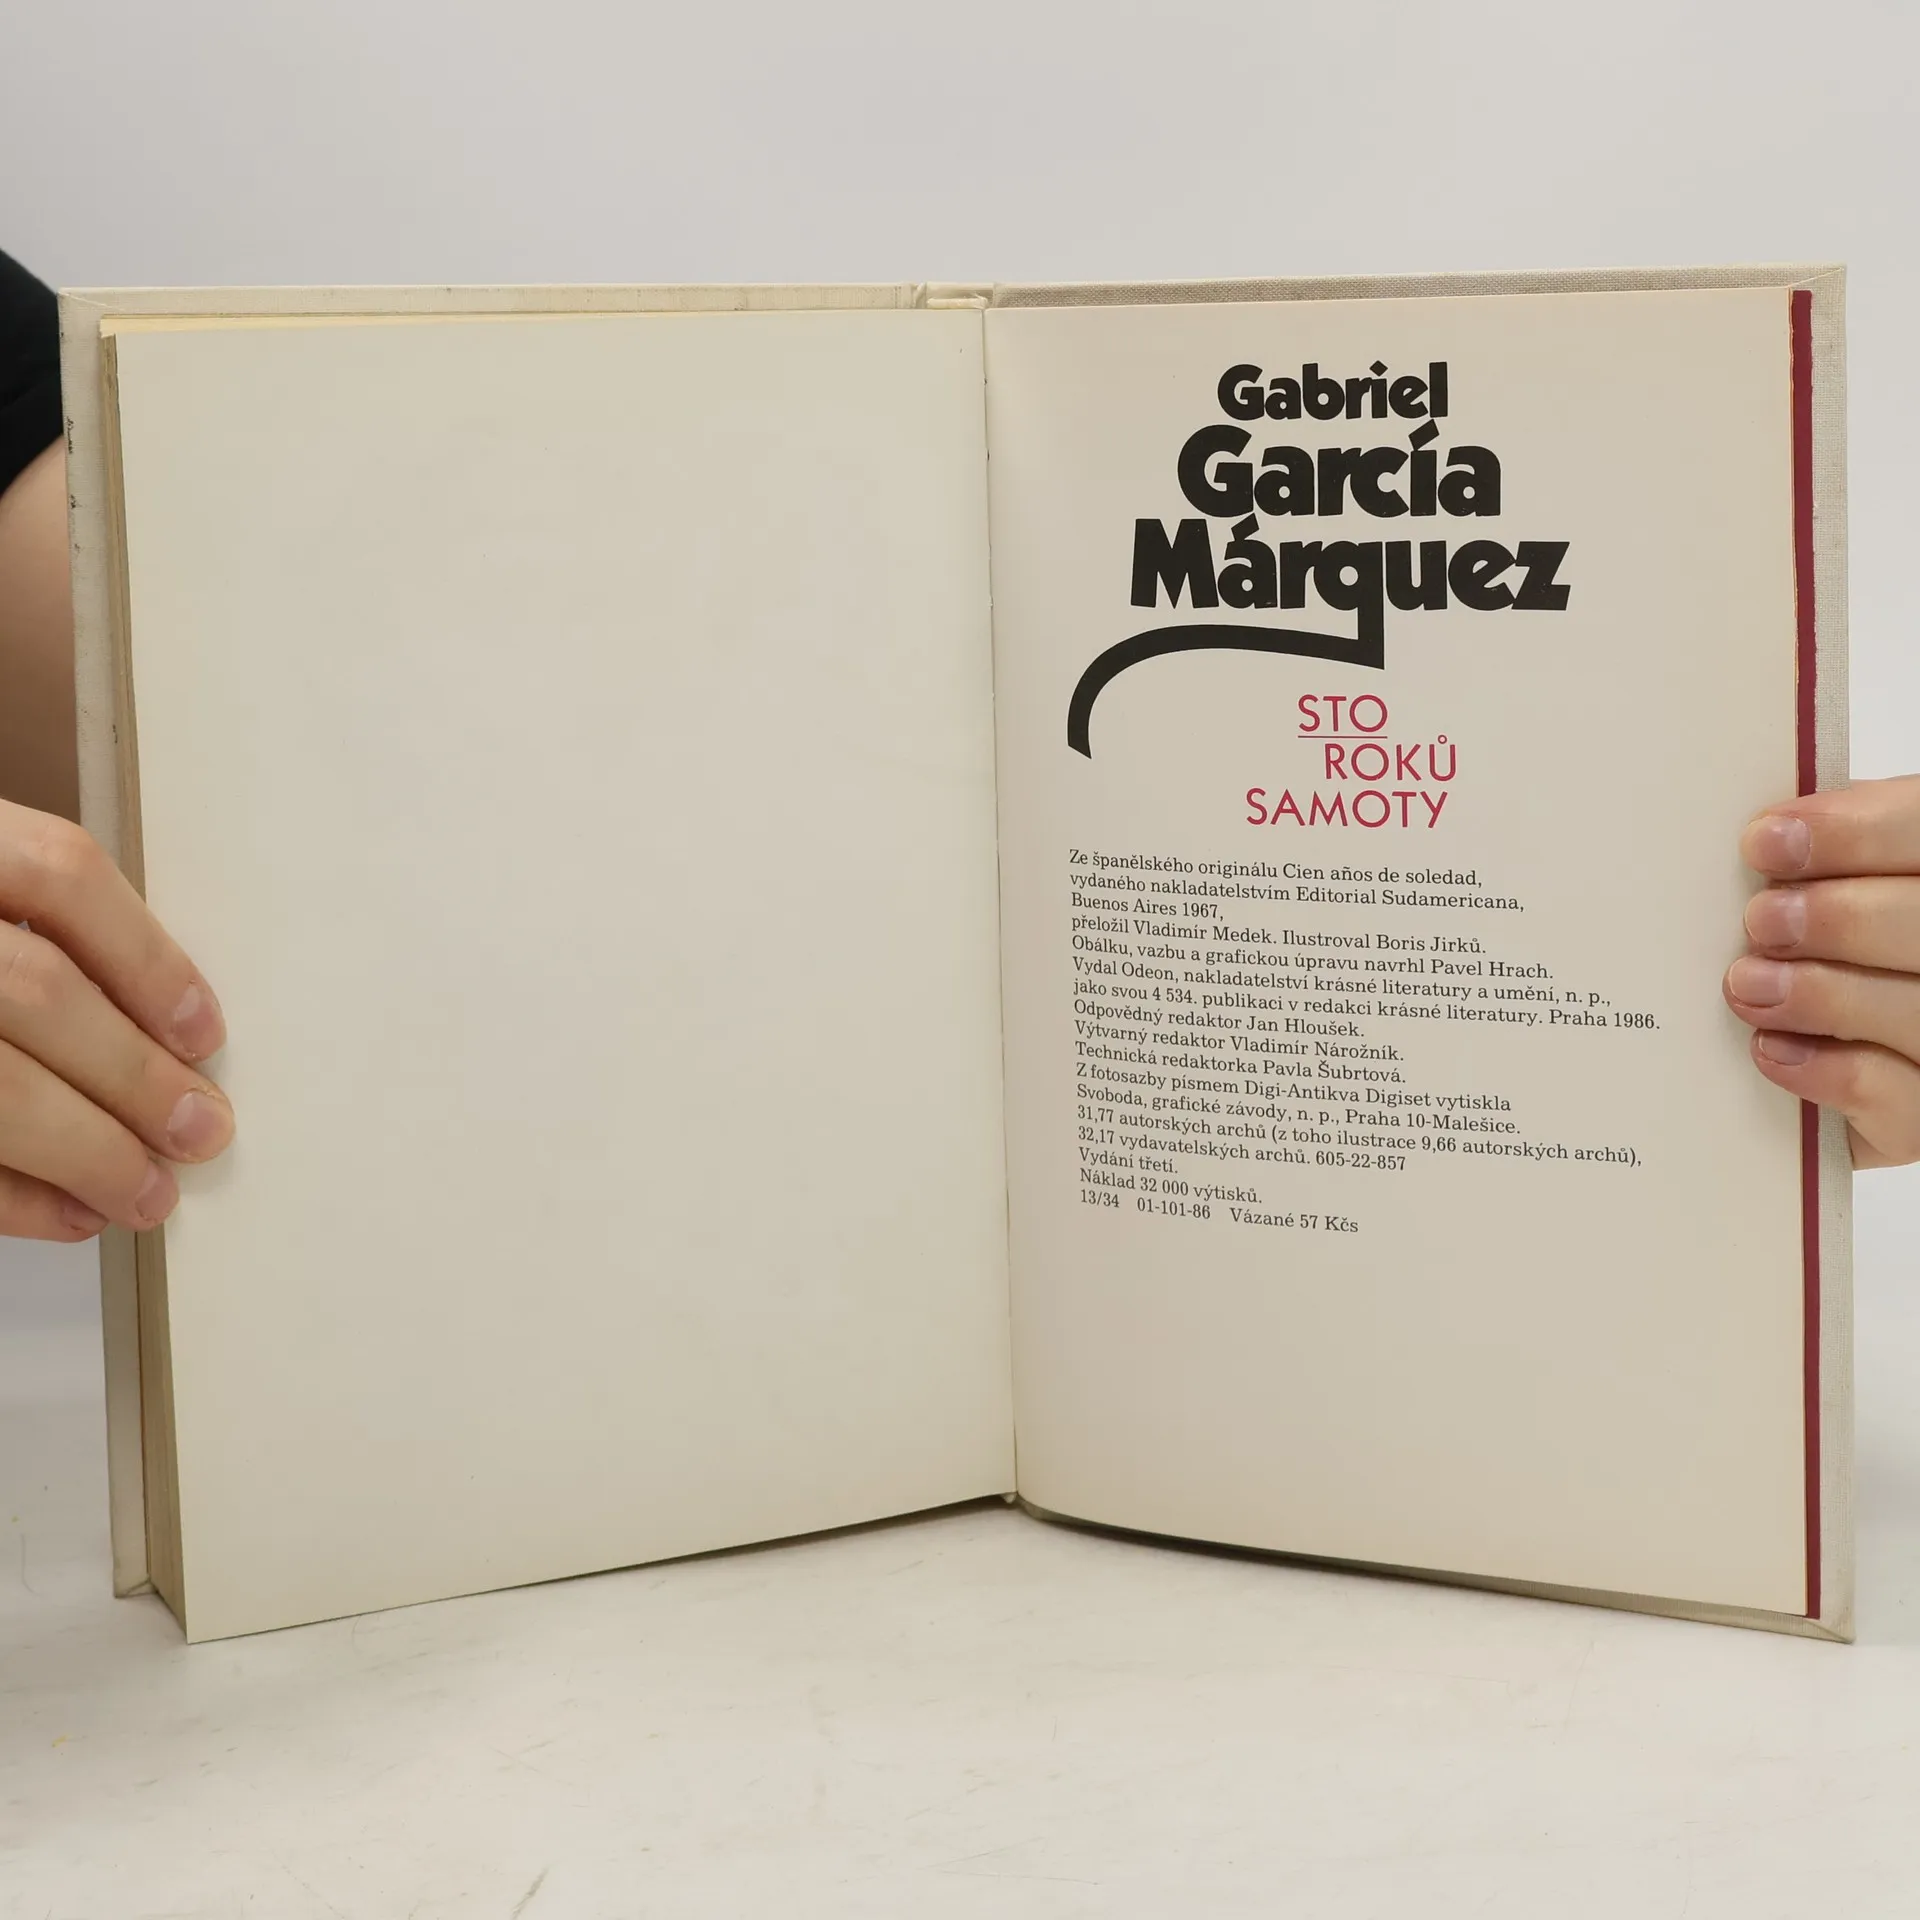 Gabriel
García
Márquez
STO
ROKŮ
SAMOTY
Ze španělského originálu Cien años de soledad,
vydaného nakladatelstvím Editorial Sudamericana,
Buenos Aires 1967,
přeložil Vladimír Medek. Ilustroval Boris Jirků.
Obálku, vazbu a grafickou úpravu navrhl Pavel Hrach.
Vydal Odeon, nakladatelství krásné literatury a umění, n. p.,
jako svou 4 534. publikaci v redakci krásné literatury. Praha 1986.
Odpovědný redaktor Jan Hloušek.
Výtvarný redaktor Vladimír Nárožník.
Technická redaktorka Pavla Šubrtová.
Z fotosazby písmem Digi-Antikva Digiset vytiskla
Svoboda, grafické závody, n. p., Praha 10-Malešice.
31,77 autorských archů (z toho ilustrace 9,66 autorských archů),
32,17 vydavatelských archů. 605-22-857
Vydání třetí.
Náklad 32 000 výtisků.
13/34 01-101-86 Vázané 57 Kčs